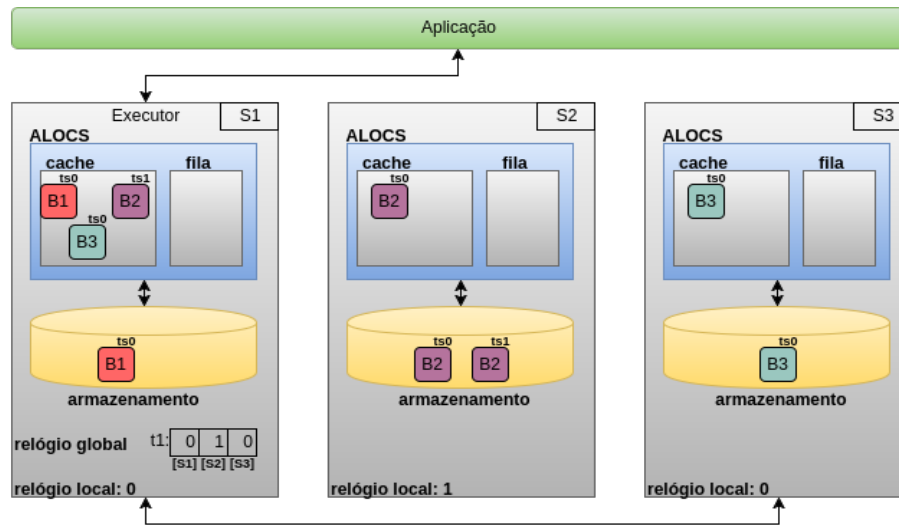 Aplicação
Executor S1
ALOCS
cache fila
ts0 ts1
B1 B2
ts0
B3
ts0
B1
armazenamento
relógio global t1: 0 1 0
[S1] [S2] [S3]
relógio local: 0
S2
ALOCS
cache fila
ts0
B2
ts0 ts1
B2 B2
armazenamento
relógio local: 1
S3
ALOCS
cache fila
ts0
B3
ts0
B3
armazenamento
relógio local: 0